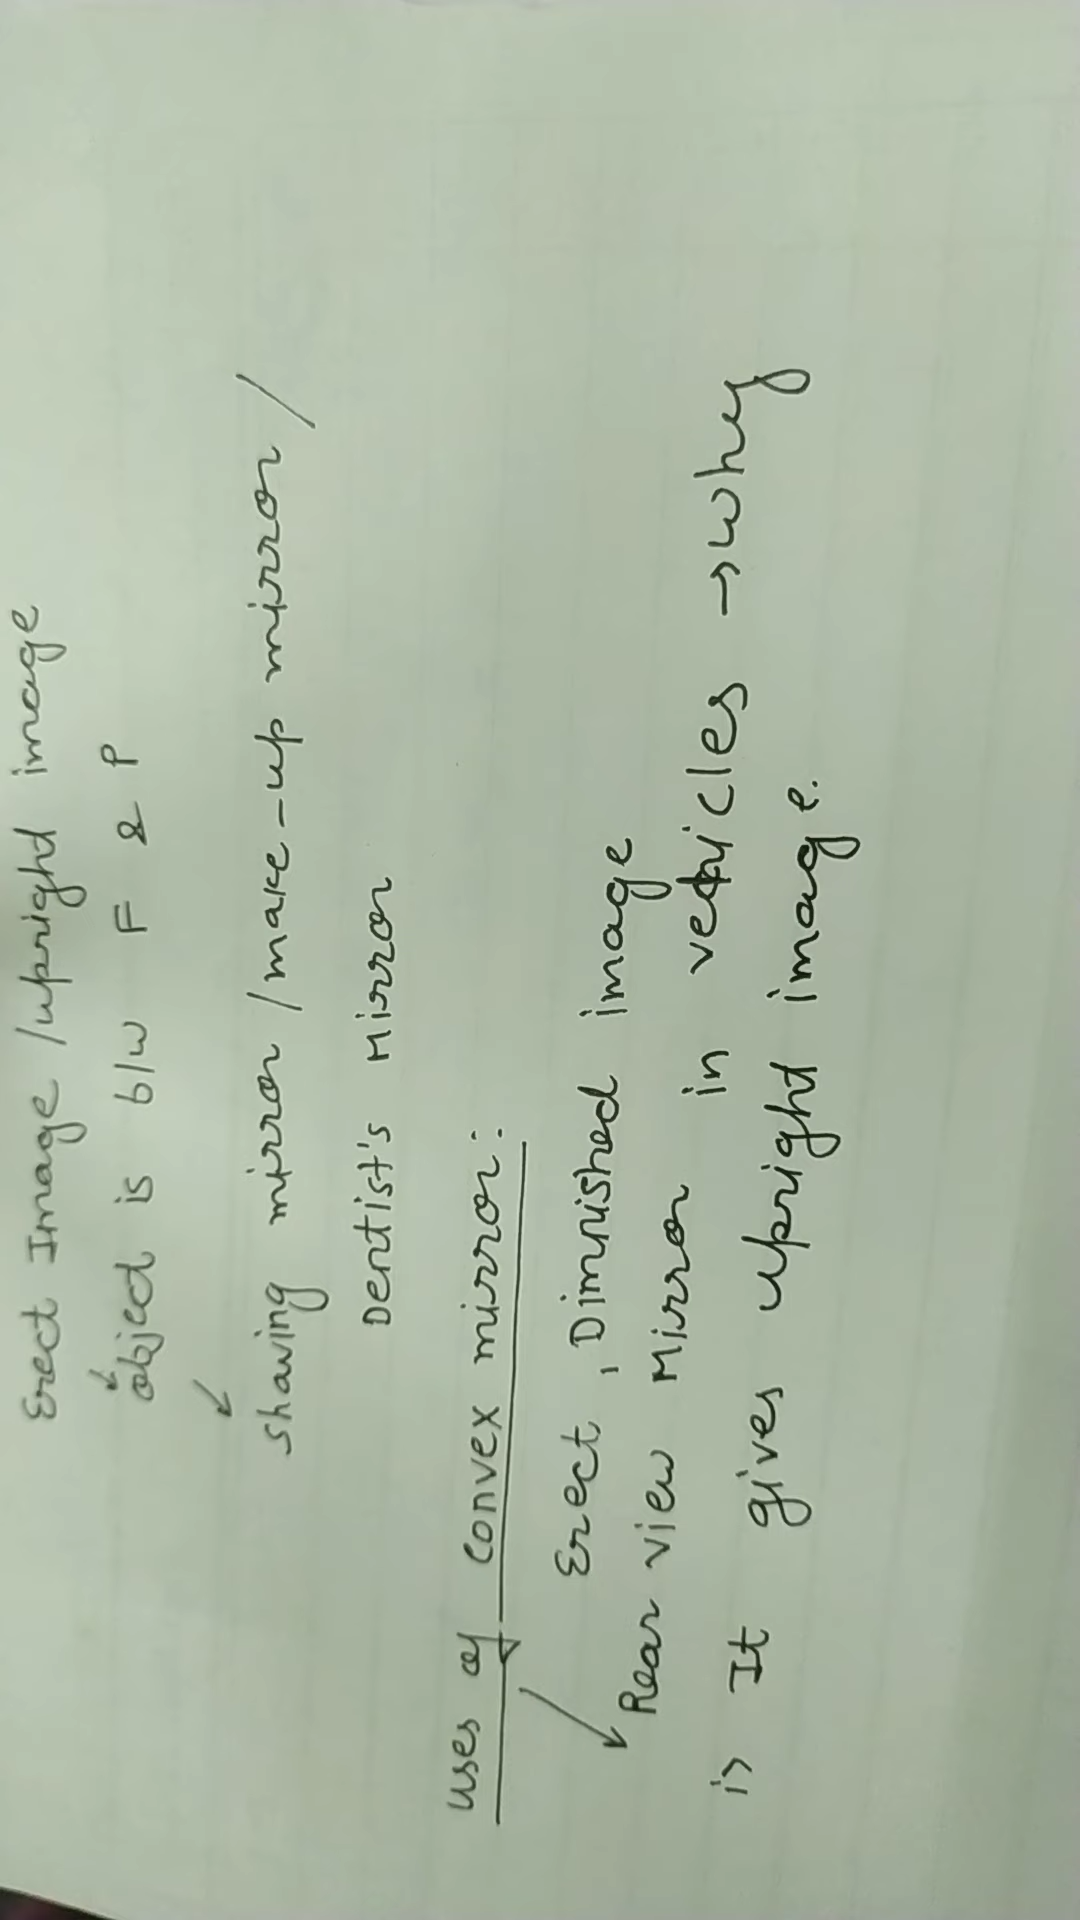 Erect Image / upright image
object is b/w F & P
shaving mirror / make-up mirror /
Dentist's Mirror
uses of convex mirror:
Erect, Diminished image
Rear view Mirror in vehicles → why
i> It gives upright image.